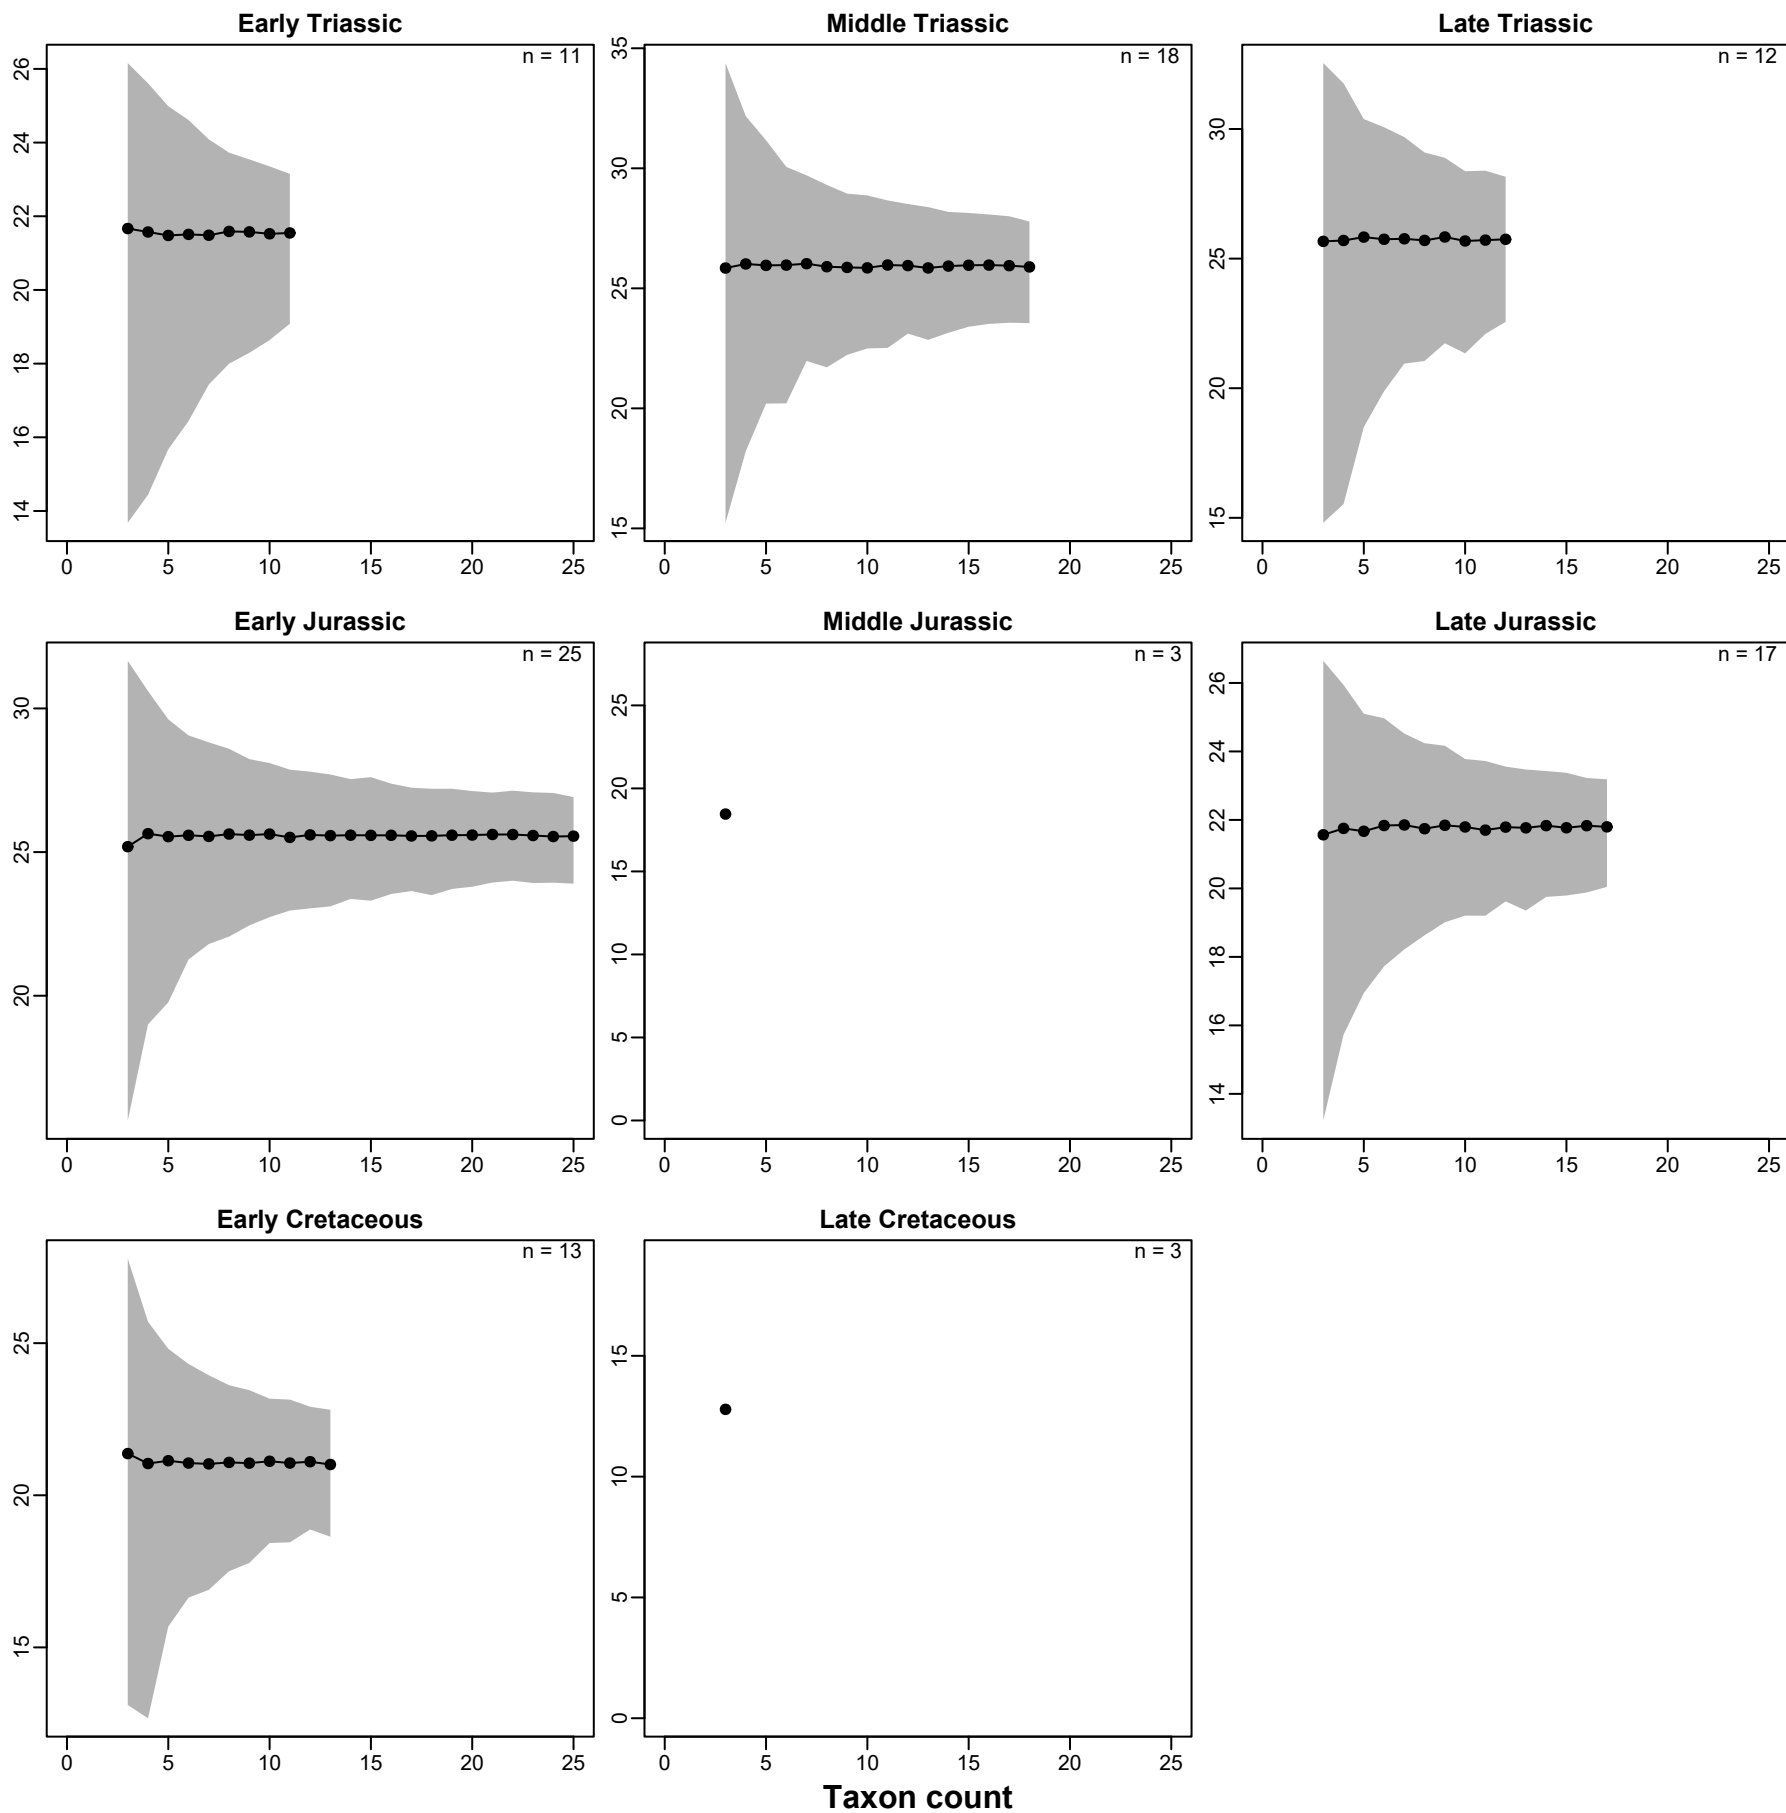 Early Triassic
n = 11
14 16 18 20 22 24 26
0 5 10 15 20 25
Middle Triassic
n = 18
15 20 25 30 35
0 5 10 15 20 25
Late Triassic
n = 12
15 20 25 30
0 5 10 15 20 25
Early Jurassic
n = 25
20 25 30
0 5 10 15 20 25
Middle Jurassic
n = 3
0 5 10 15 20 25
0 5 10 15 20 25
Late Jurassic
n = 17
14 16 18 20 22 24 26
0 5 10 15 20 25
Early Cretaceous
n = 13
15 20 25
0 5 10 15 20 25
Late Cretaceous
n = 3
0 5 10 15
0 5 10 15 20 25
Taxon count